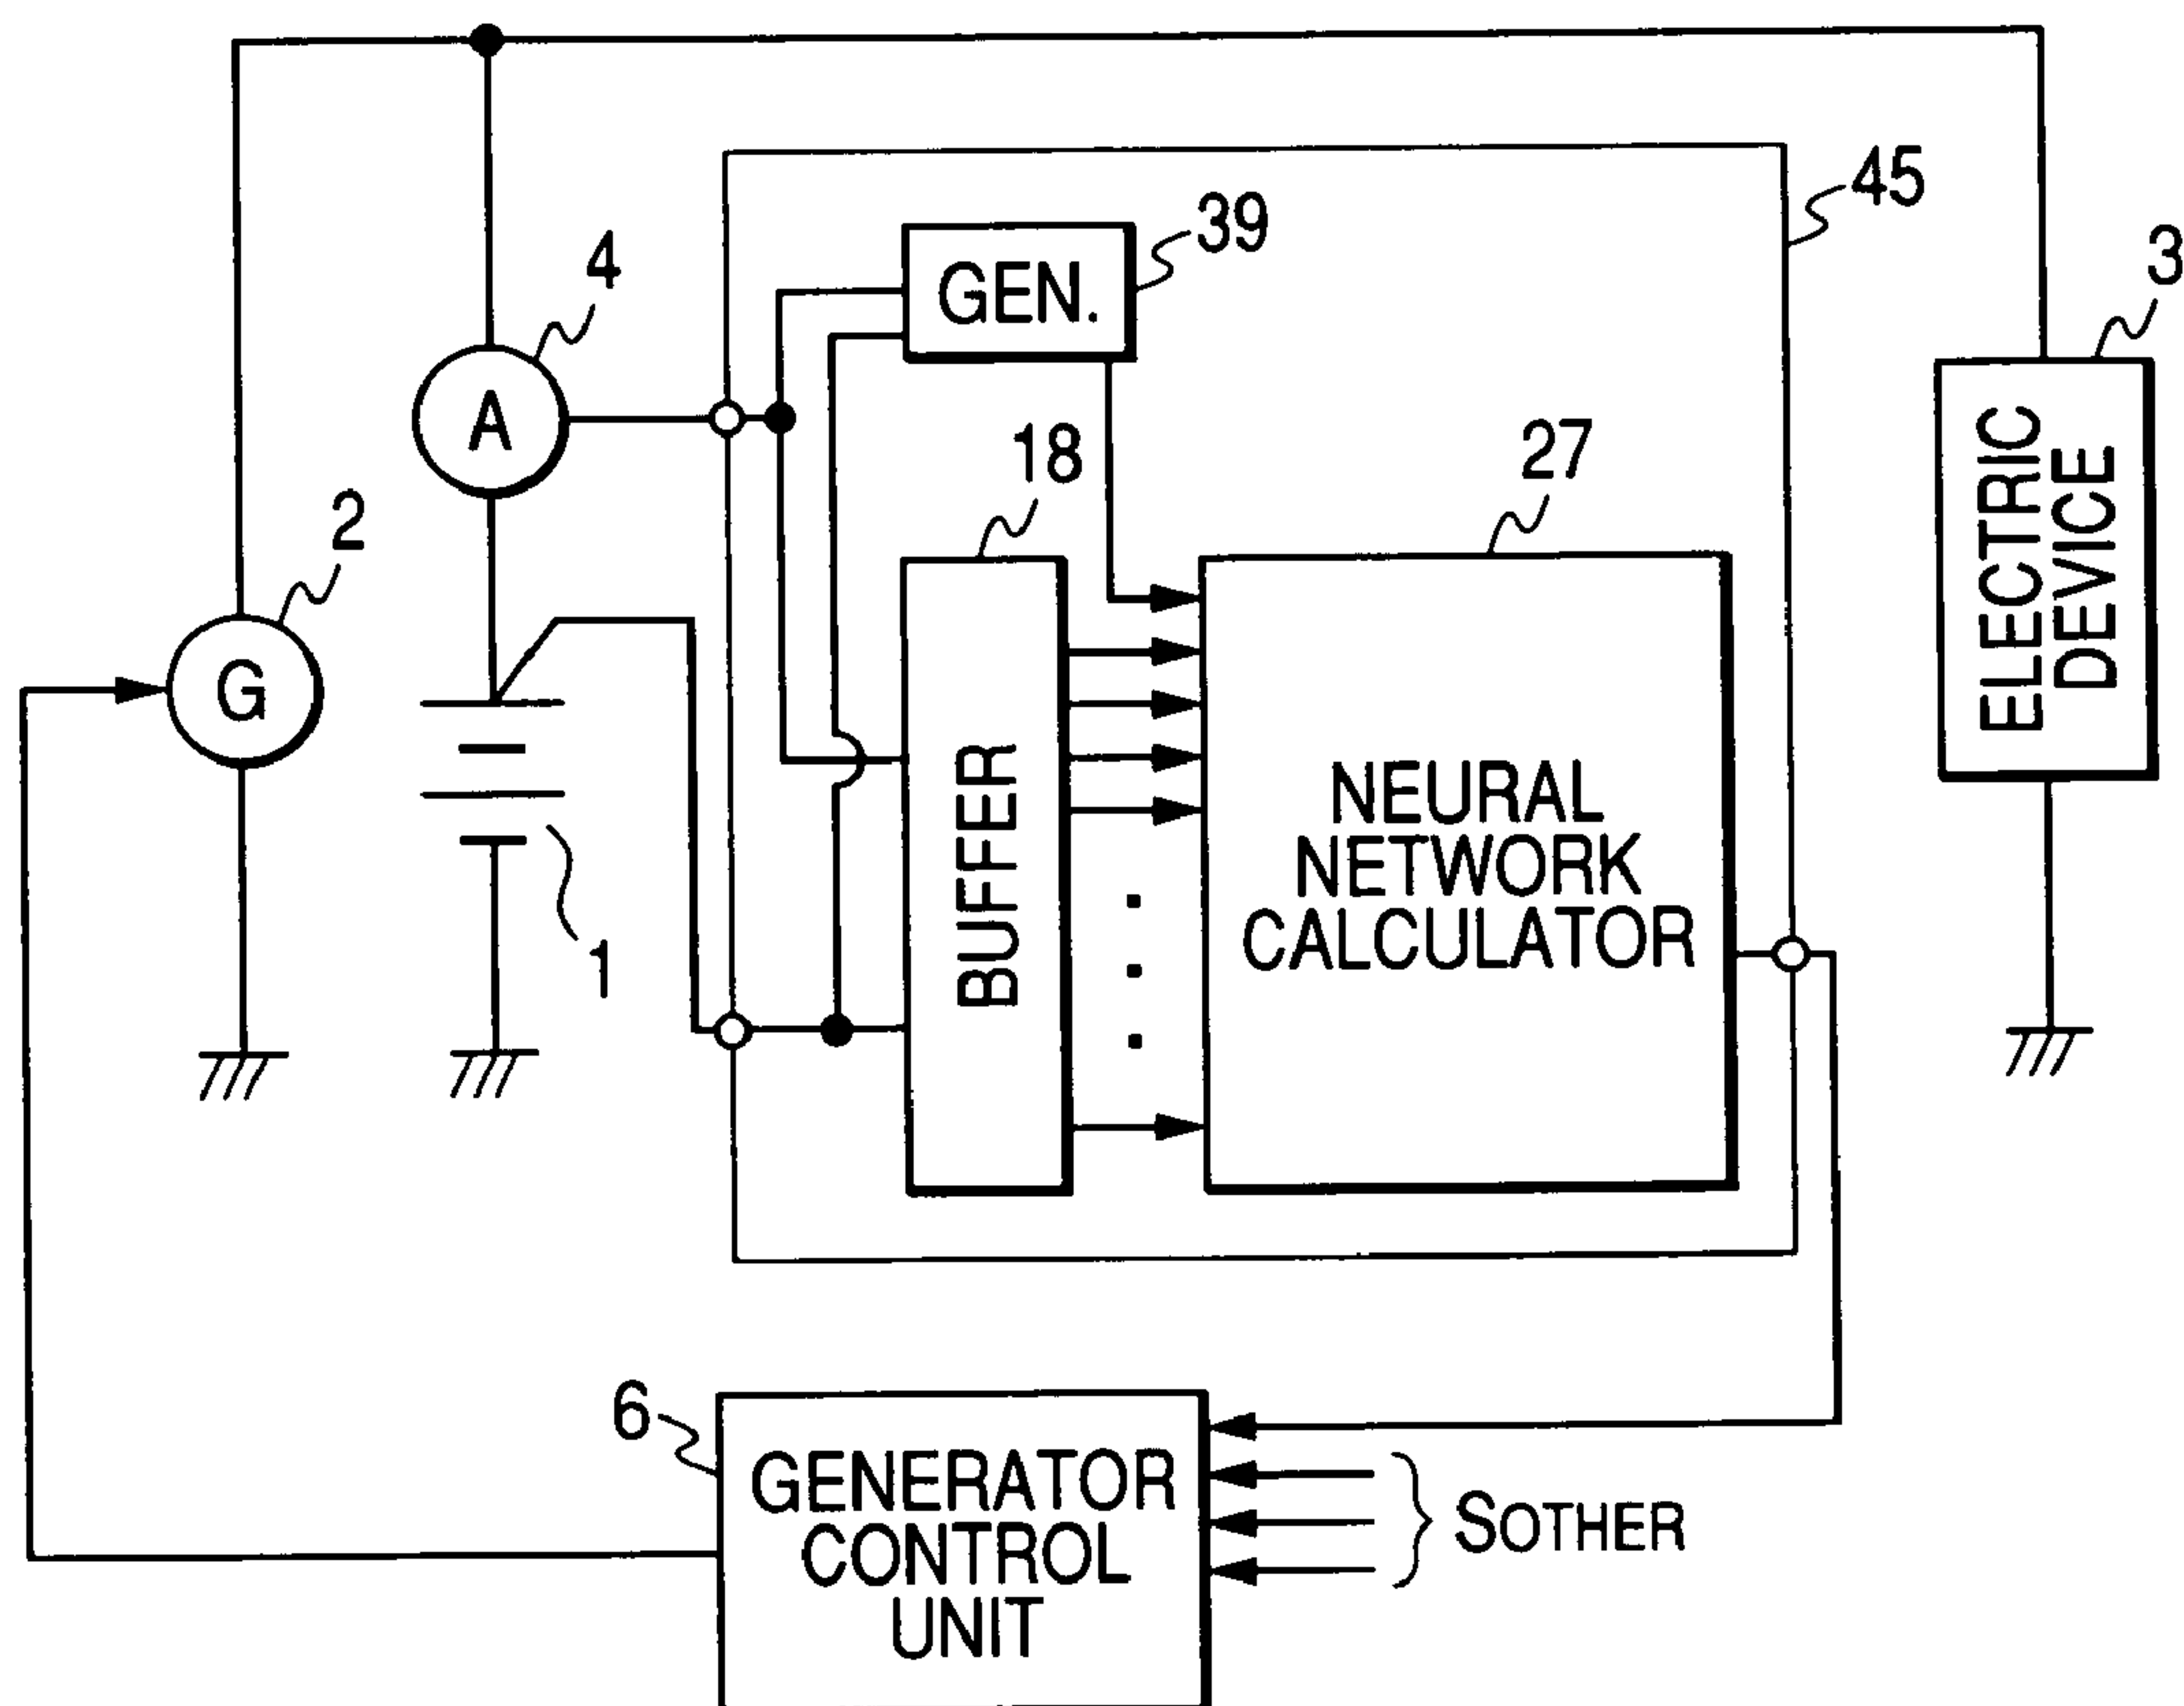 45
39
3
GEN.
4
A
18
27
ELECTRIC
DEVICE
2
G
BUFFER
NEURAL
NETWORK
CALCULATOR
1
6
GENERATOR
CONTROL
UNIT
SOTHER